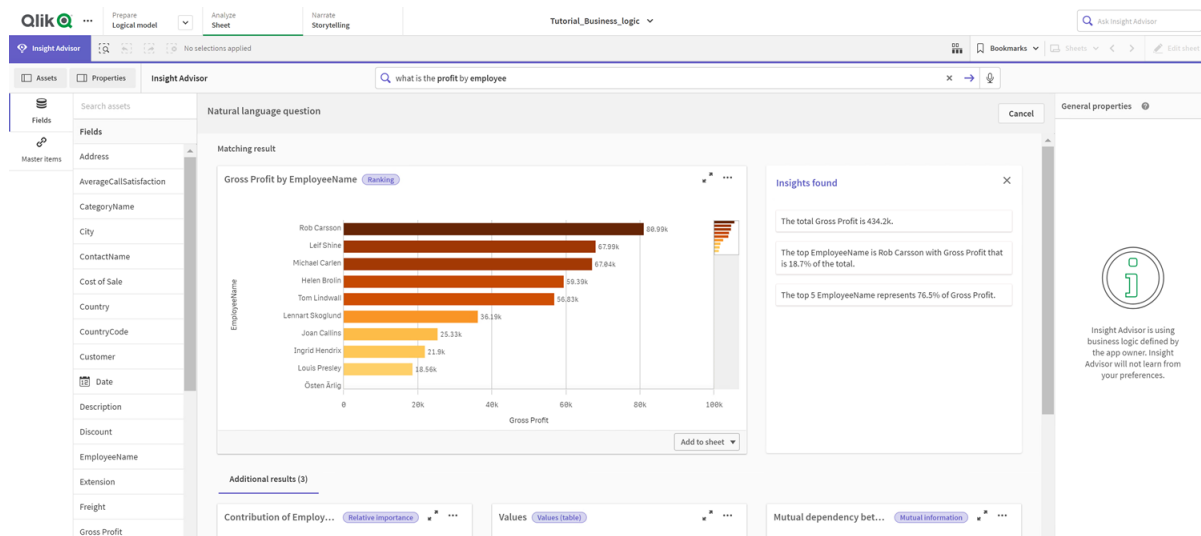 Qlik
Prepare
Logical model
Analyze
Sheet
Narrate
Storytelling
Tutorial_Business_logic
Ask Insight Advisor
Insight Advisor
No selections applied
Bookmarks
Sheets
Edit sheet
Assets
Properties
Insight Advisor
what is the profit by employee
Fields
Master items
Search assets
Fields
Address
AverageCallSatisfaction
CategoryName
City
ContactName
Cost of Sale
Country
CountryCode
Customer
Date
Description
Discount
EmployeeName
Extension
Freight
Gross Profit
Natural language question
Cancel
Matching result
Gross Profit by EmployeeName
Ranking
EmployeeName
Rob Carsson 80.99k
Leif Shine 67.99k
Michael Carlen 67.04k
Helen Brolin 59.39k
Tom Lindwall 56.83k
Lennart Skoglund 36.19k
Joan Callins 25.33k
Ingrid Hendrix 21.9k
Louis Presley 18.56k
Östen Ärlig
0 20k 40k 60k 80k 100k
Gross Profit
Add to sheet
Insights found
The total Gross Profit is 434.2k.
The top EmployeeName is Rob Carsson with Gross Profit that
is 18.7% of the total.
The top 5 EmployeeName represents 76.5% of Gross Profit.
Additional results (3)
Contribution of Employ... Relative importance
Values Values (table)
Mutual dependency bet... Mutual information
General properties
Insight Advisor is using
business logic defined by
the app owner. Insight
Advisor will not learn from
your preferences.